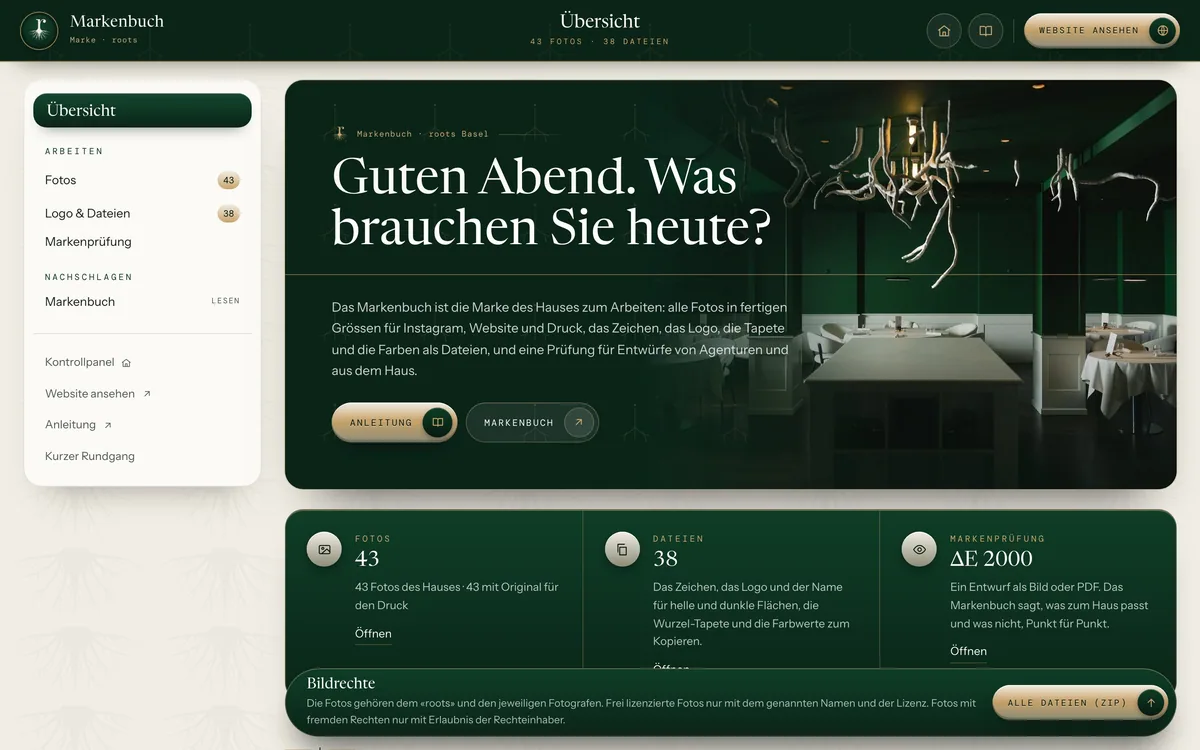 r
Markenbuch
Marke · roots
Übersicht
43 FOTOS · 38 DATEIEN
WEBSITE ANSEHEN
Übersicht
ARBEITEN
Fotos 43
Logo & Dateien 38
Markenprüfung
NACHSCHLAGEN
Markenbuch LESEN
Kontrollpanel
Website ansehen
Anleitung
Kurzer Rundgang
r Markenbuch · roots Basel
Guten Abend. Was
brauchen Sie heute?
Das Markenbuch ist die Marke des Hauses zum Arbeiten: alle Fotos in fertigen
Grössen für Instagram, Website und Druck, das Zeichen, das Logo, die Tapete
und die Farben als Dateien, und eine Prüfung für Entwürfe von Agenturen und
aus dem Haus.
ANLEITUNG
MARKENBUCH
FOTOS
43
43 Fotos des Hauses · 43 mit Original für
den Druck
Öffnen
DATEIEN
38
Das Zeichen, das Logo und der Name
für helle und dunkle Flächen, die
Wurzel-Tapete und die Farbwerte zum
Kopieren.
Öffnen
MARKENPRÜFUNG
ΔE 2000
Ein Entwurf als Bild oder PDF. Das
Markenbuch sagt, was zum Haus passt
und was nicht, Punkt für Punkt.
Öffnen
Bildrechte
Die Fotos gehören dem «roots» und den jeweiligen Fotografen. Frei lizenzierte Fotos nur mit dem genannten Namen und der Lizenz. Fotos mit
fremden Rechten nur mit Erlaubnis der Rechteinhaber.
ALLE DATEIEN (ZIP)